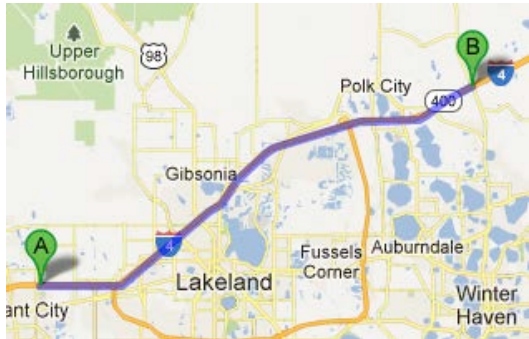 Upper
Hillsborough
98
B
4
Polk City
400
Gibsonia
A
4
Fussels
Corner
Auburndale
Lakeland
ant City
Winter
Haven